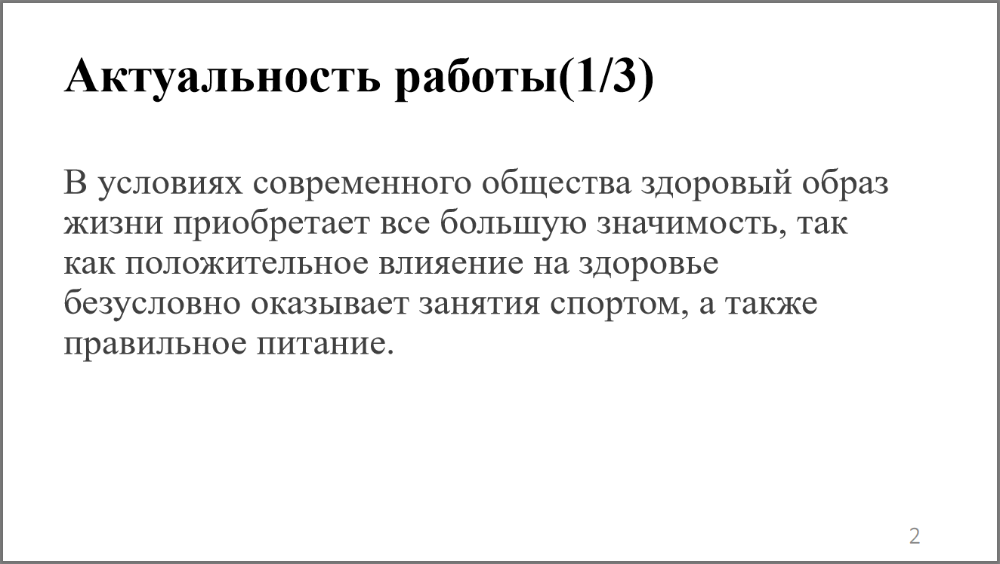 Актуальность работы(1/3)
В условиях современного общества здоровый образ
жизни приобретает все большую значимость, так
как положительное влияение на здоровье
безусловно оказывает занятия спортом, а также
правильное питание.
2